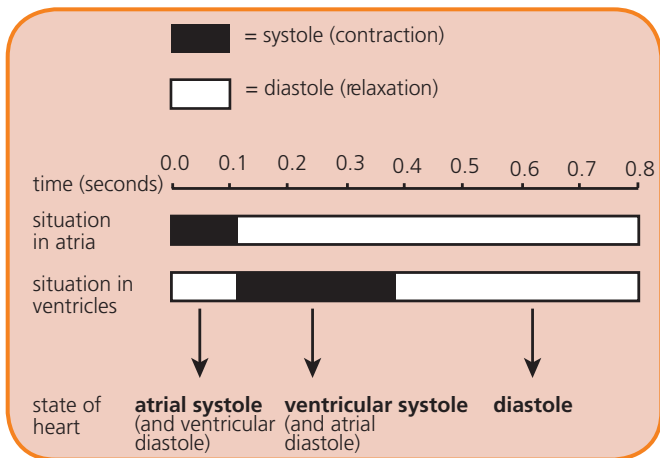 = systole (contraction)
= diastole (relaxation)
0.0 0.1 0.2 0.3 0.4 0.5 0.6 0.7 0.8
time (seconds)
situation
in atria
situation in
ventricles
state of
heart
atrial systole
(and ventricular
diastole)
ventricular systole
(and atrial
diastole)
diastole